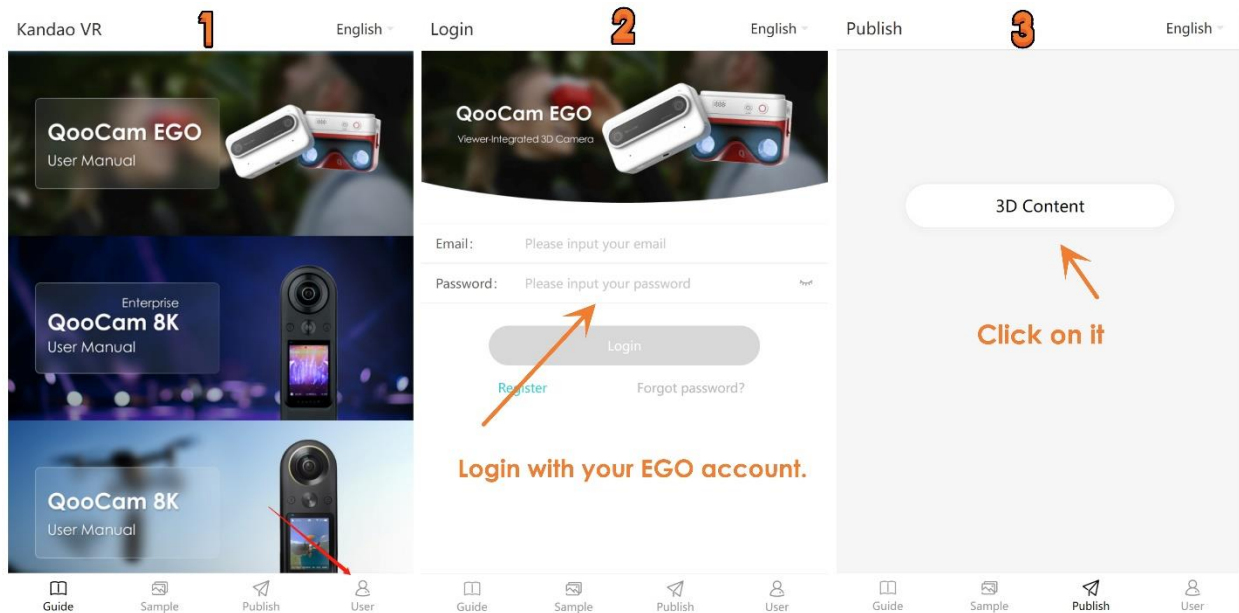 Kandao VR
1
English
QooCam EGO
User Manual
Enterprise
QooCam 8K
User Manual
QooCam 8K
User Manual
Guide
Sample
Publish
User
Login
2
English
QooCam EGO
Viewer-Integrated 3D Camera
Email:
Please input your email
Password:
Please input your password
Login
Register
Forgot password?
Login with your EGO account.
Guide
Sample
Publish
User
Publish
3
English
3D Content
Click on it
Guide
Sample
Publish
User